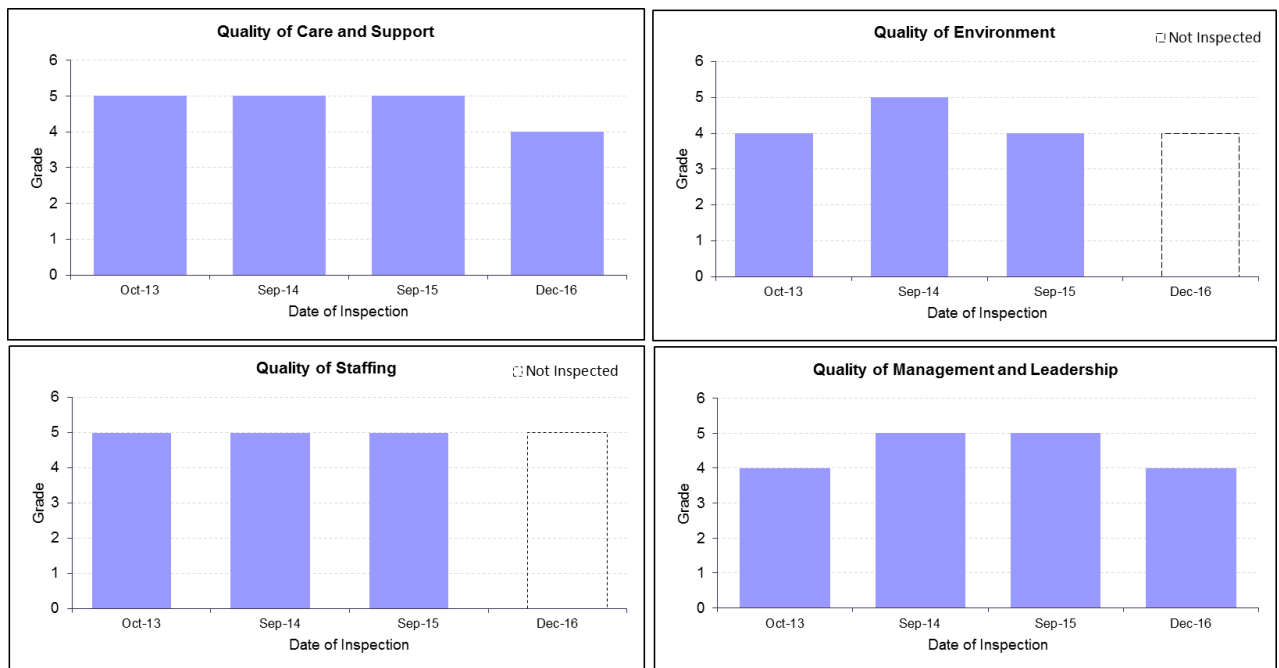 Quality of Care and Support
6
5
4
3
2
1
0
Grade
Oct-13 Sep-14 Sep-15 Dec-16
Date of Inspection
Quality of Environment
Not Inspected
6
5
4
3
2
1
0
Grade
Oct-13 Sep-14 Sep-15 Dec-16
Date of Inspection
Quality of Staffing
Not Inspected
6
5
4
3
2
1
0
Grade
Oct-13 Sep-14 Sep-15 Dec-16
Date of Inspection
Quality of Management and Leadership
6
5
4
3
2
1
0
Grade
Oct-13 Sep-14 Sep-15 Dec-16
Date of Inspection